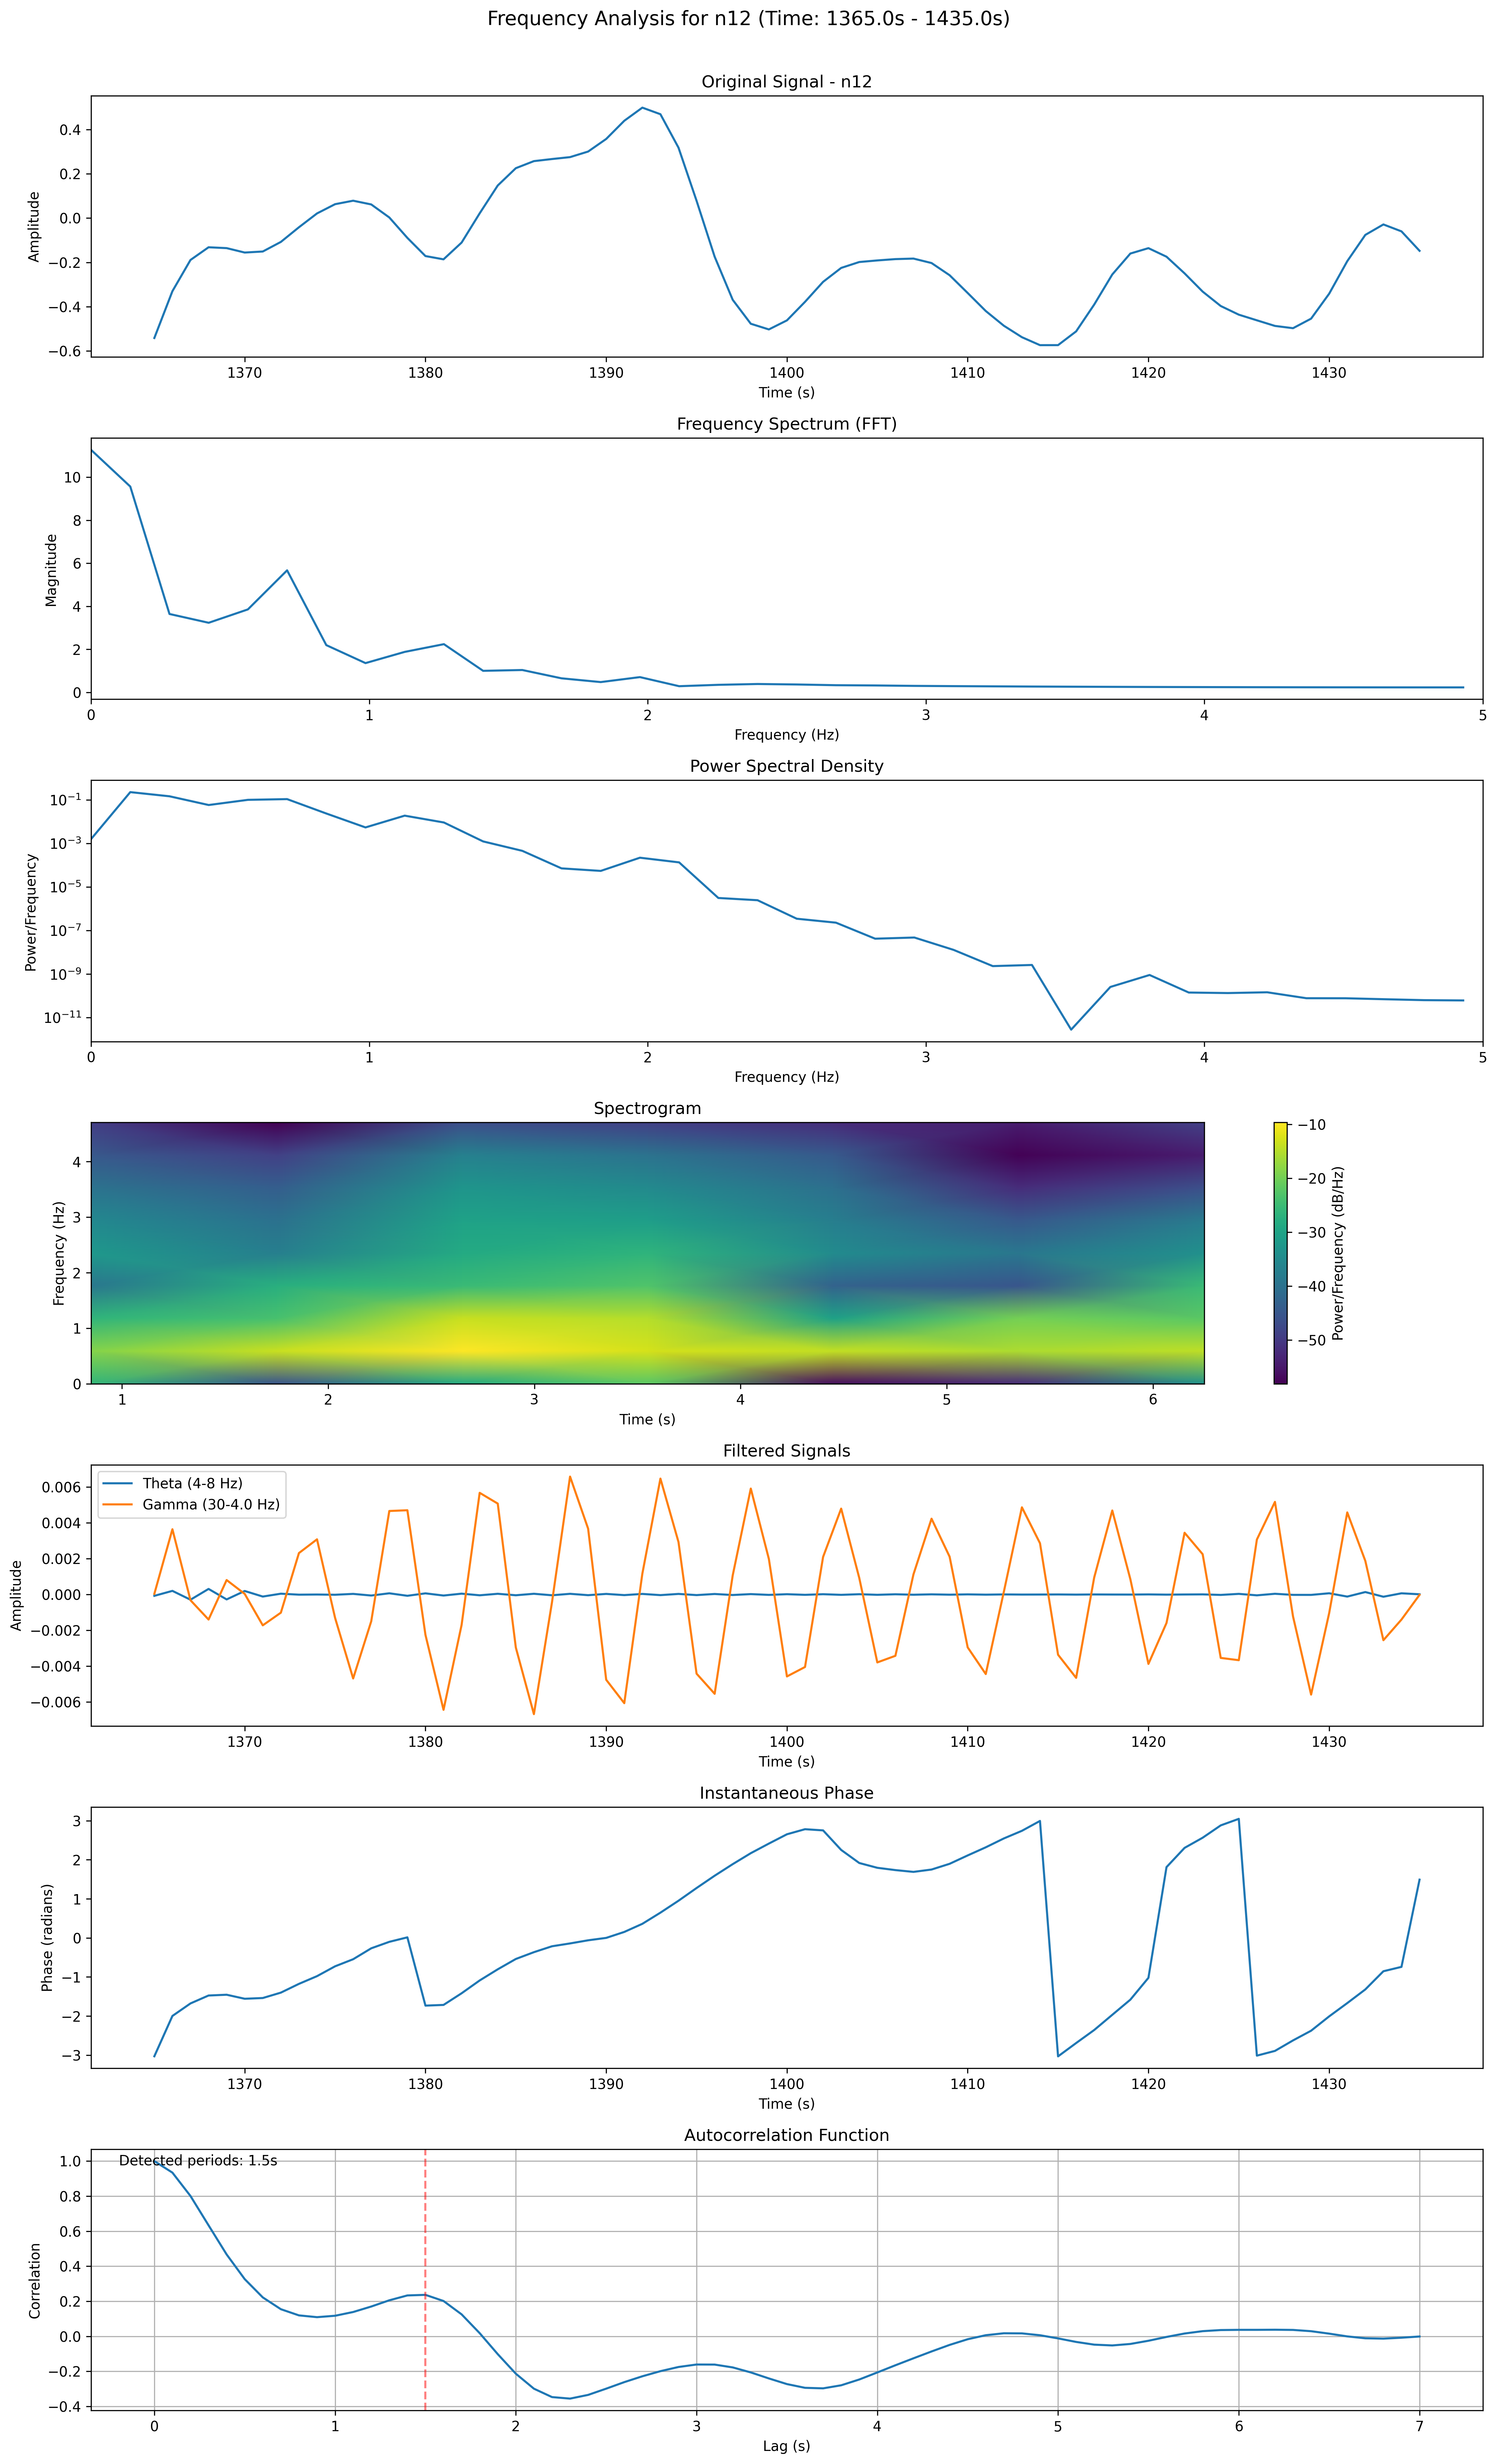 Frequency Analysis for n12 (Time: 1365.0s - 1435.0s)
Original Signal - n12
Amplitude
0.4
0.2
0.0
−0.2
−0.4
−0.6
1370 1380 1390 1400 1410 1420 1430
Time (s)
Frequency Spectrum (FFT)
Magnitude
10
8
6
4
2
0
0 1 2 3 4 5
Frequency (Hz)
Power Spectral Density
Power/Frequency
10⁻¹
10⁻³
10⁻⁵
10⁻⁷
10⁻⁹
10⁻¹¹
0 1 2 3 4 5
Frequency (Hz)
Spectrogram
Frequency (Hz)
4
3
2
1
0
1 2 3 4 5 6
Time (s)
−10
−20
−30
−40
−50
Power/Frequency (dB/Hz)
Filtered Signals
Theta (4-8 Hz)
Gamma (30-4.0 Hz)
Amplitude
0.006
0.004
0.002
0.000
−0.002
−0.004
−0.006
1370 1380 1390 1400 1410 1420 1430
Time (s)
Instantaneous Phase
Phase (radians)
3
2
1
0
−1
−2
−3
1370 1380 1390 1400 1410 1420 1430
Time (s)
Autocorrelation Function
Detected periods: 1.5s
Correlation
1.0
0.8
0.6
0.4
0.2
0.0
−0.2
−0.4
0 1 2 3 4 5 6 7
Lag (s)